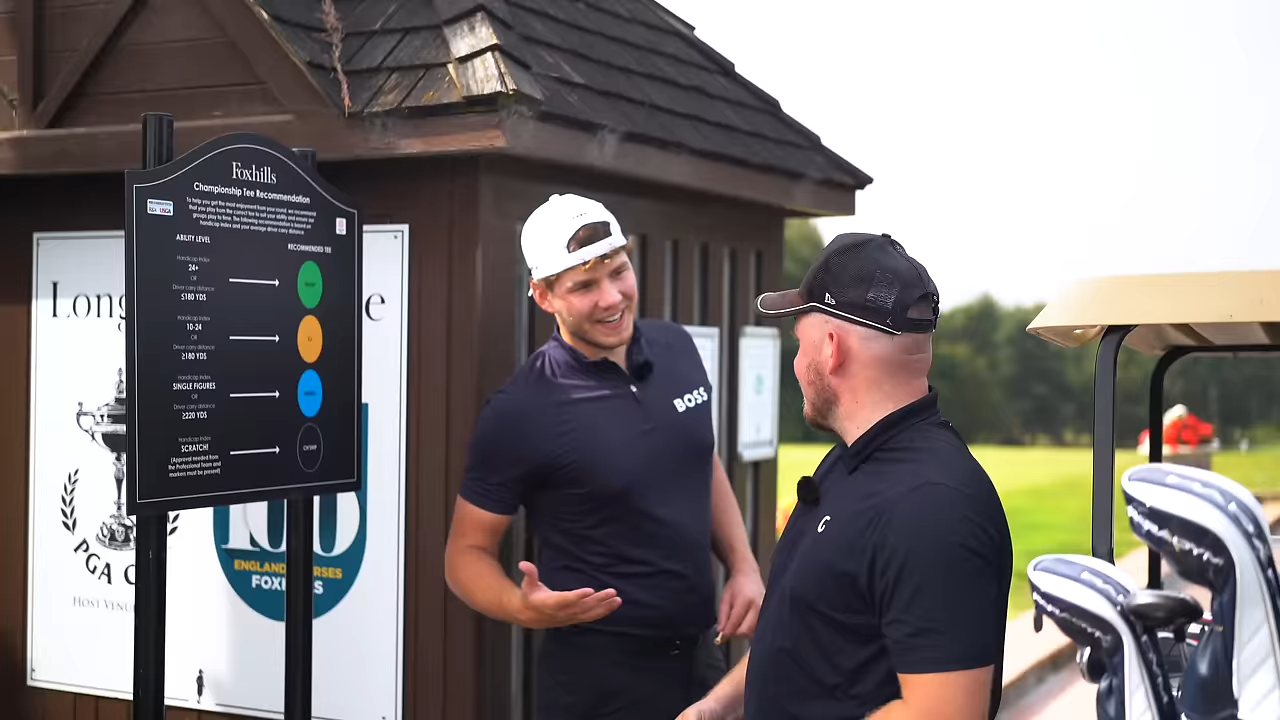 Foxhills
Championship Tee Recommendation
To help you get the most enjoyment from your round, we recommend
that you play from the correct tee to suit your ability and ensure our
groups play to time. The following recommendation is based on
handicap index and your average driver carry distance
R&A USGA
ABILITY LEVEL
RECOMMENDED TEE
Handicap Index
24+
OR
Driver carry distance
≤180 YDS
Handicap Index
10-24
OR
Driver carry distance
≥180 YDS
Handicap Index
SINGLE FIGURES
OR
Driver carry distance
≥220 YDS
Handicap Index
SCRATCH!
(Approval needed from
the Professional Team and
markers must be present)
Long
e
PGA C
HOST VENU
100
ENGLAND
FOXHILLS
BOSS
G